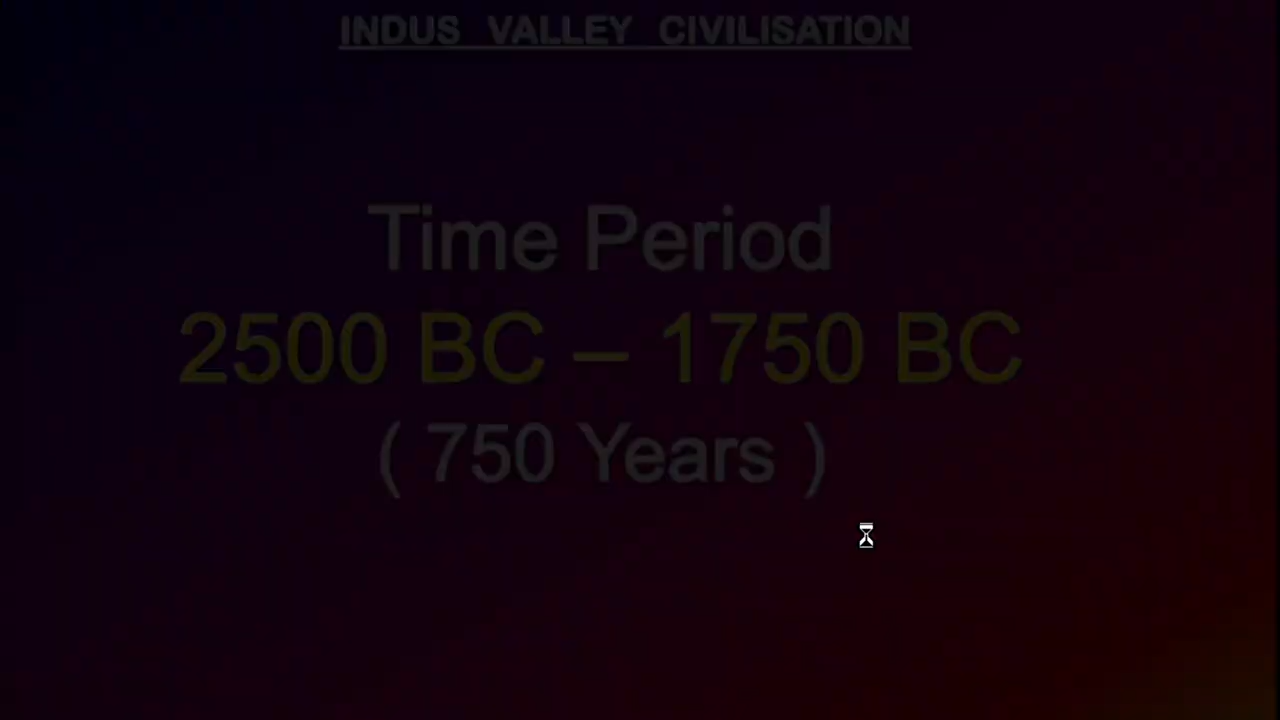 INDUS VALLEY CIVILISATION
Time Period
2500 BC – 1750 BC
( 750 Years )